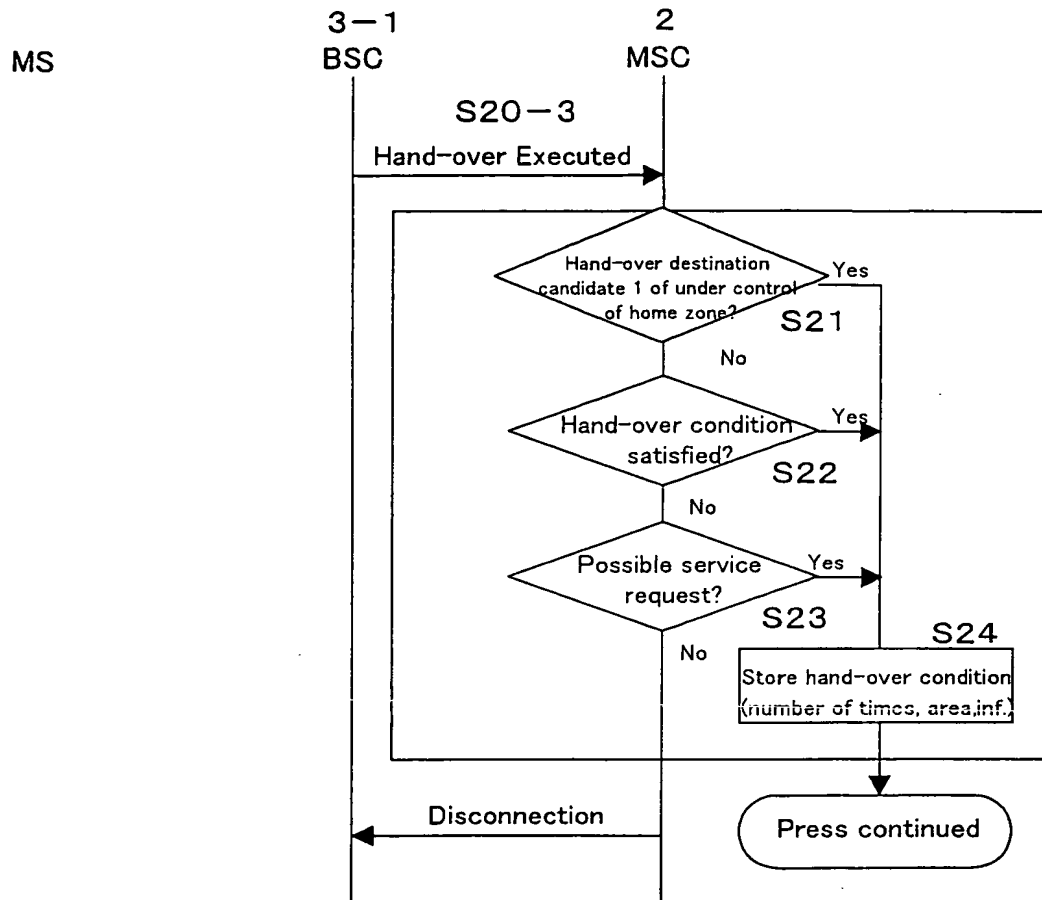 3-1
2
MS
BSC
MSC
S20-3
Hand-over Executed
Hand-over destination
candidate 1 of under control
of home zone?
Yes
S21
No
Hand-over condition
satisfied?
Yes
S22
No
Possible service
request?
Yes
S23
No
S24
Store hand-over condition
(number of times, area,inf.)
Disconnection
Press continued